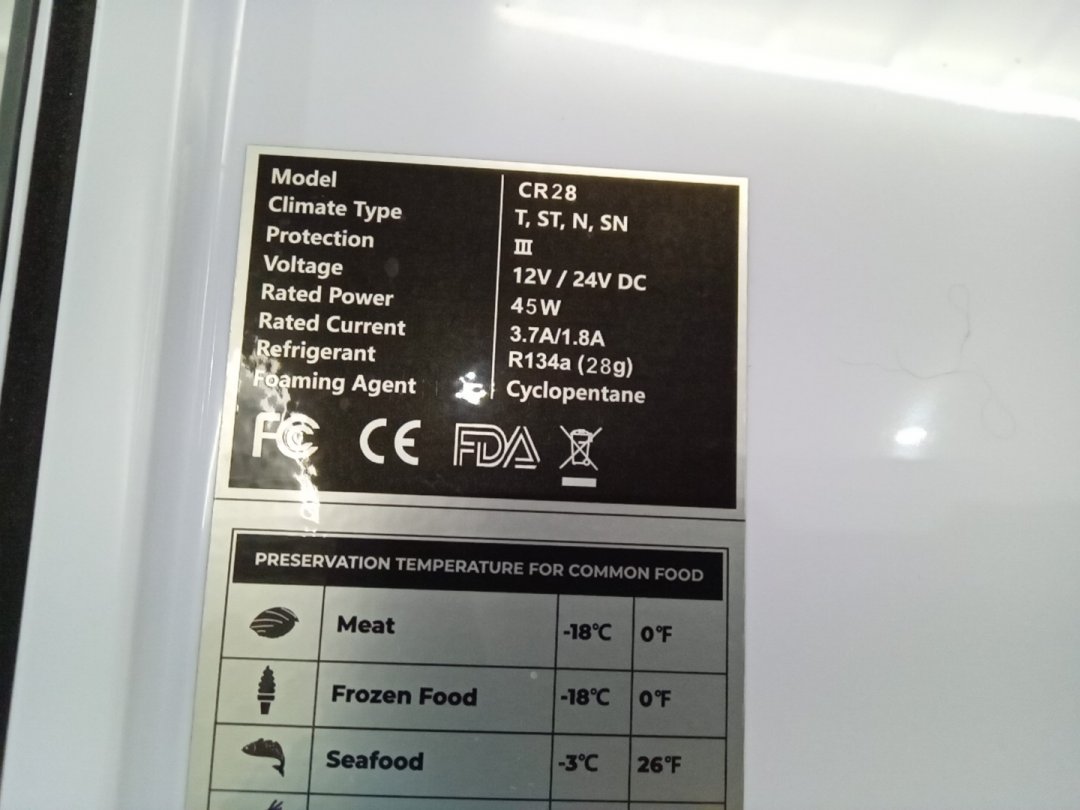 Model CR28
Climate Type T, ST, N, SN
Protection III
Voltage 12V / 24V DC
Rated Power 45W
Rated Current 3.7A/1.8A
Refrigerant R134a (28g)
Foaming Agent Cyclopentane
FC CE FDA
PRESERVATION TEMPERATURE FOR COMMON FOOD
Meat -18℃ 0℉
Frozen Food -18℃ 0℉
Seafood -3℃ 26℉